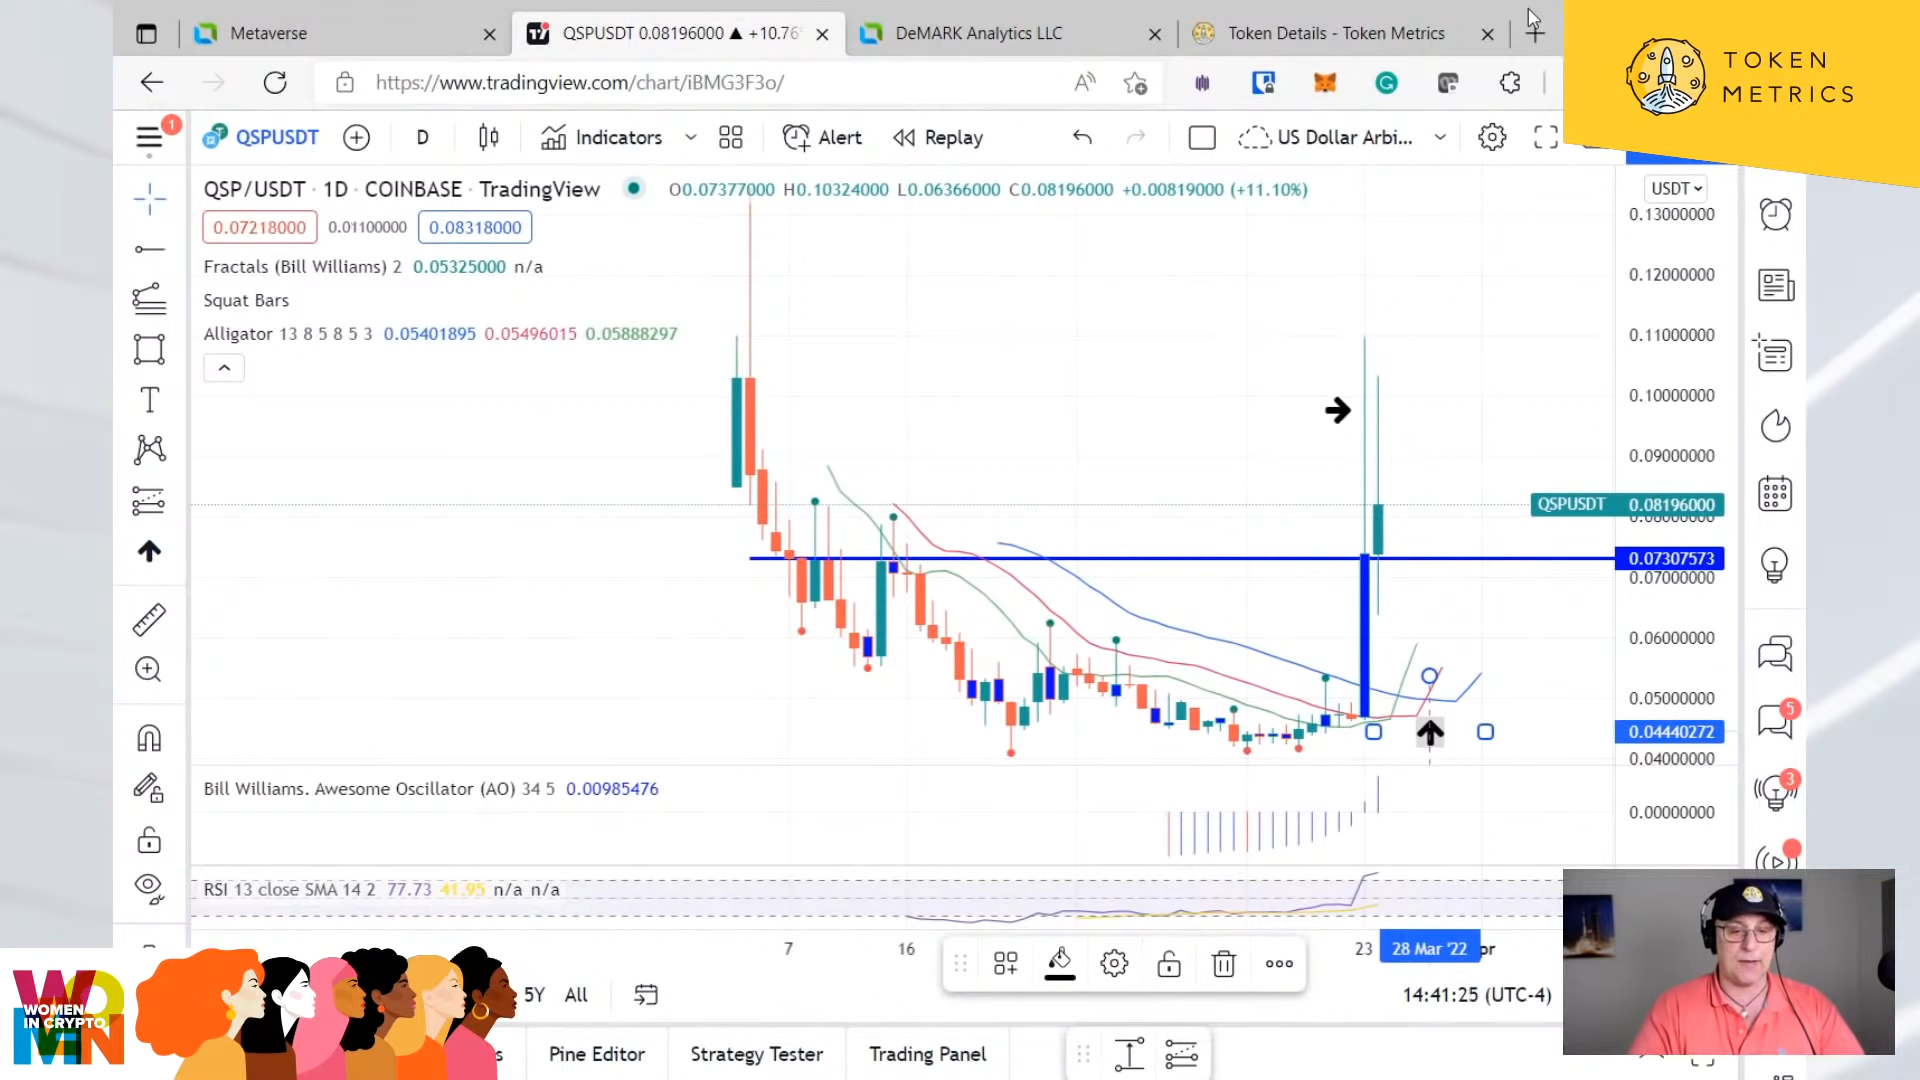 Metaverse
QSPUSDT 0.08196000 ▲ +10.76%
DeMARK Analytics LLC
Token Details - Token Metrics
TOKEN
METRICS
https://www.tradingview.com/chart/iBMG3F3o/
1
QSPUSDT
D
Indicators
Alert
Replay
US Dollar Arbi...
QSP/USDT · 1D · COINBASE · TradingView
O0.07377000 H0.10324000 L0.06366000 C0.08196000 +0.00819000 (+11.10%)
USDT
0.07218000
0.01100000
0.08318000
Fractals (Bill Williams) 2 0.05325000 n/a
Squat Bars
Alligator 13 8 5 8 5 3 0.05401895 0.05496015 0.05888297
0.13000000
0.12000000
0.11000000
0.10000000
0.09000000
QSPUSDT 0.08196000
0.08000000
0.07307573
0.07000000
0.06000000
0.05000000
0.04440272
0.04000000
5
3
Bill Williams. Awesome Oscillator (AO) 34 5 0.00985476
0.00000000
RSI 13 close SMA 14 2 77.73 41.95 n/a n/a
7
16
23
28 Mar '22
pr
5Y
All
14:41:25 (UTC-4)
Pine Editor
Strategy Tester
Trading Panel
WOMEN
WOMEN
IN CRYPTO